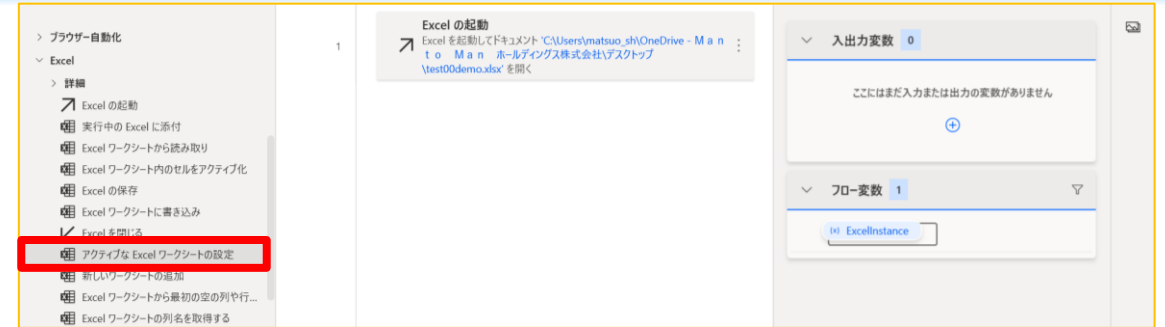 ブラウザー自動化
Excel
詳細
Excel の起動
実行中の Excel に添付
Excel ワークシートから読み取り
Excel ワークシート内のセルをアクティブ化
Excel の保存
Excel ワークシートに書き込み
Excel を閉じる
アクティブな Excel ワークシートの設定
新しいワークシートの追加
Excel ワークシートから最初の空の列や行...
Excel ワークシートの列名を取得する
1
Excel の起動
Excel を起動してドキュメント 'C:\Users\matsuo_sh\OneDrive - Ｍａｎ
ｔｏ Ｍａｎ ホールディングス株式会社\デスクトップ
\test00demo.xlsx' を開く
入出力変数 0
ここにはまだ入力または出力の変数がありません
フロー変数 1
(x) ExcelInstance